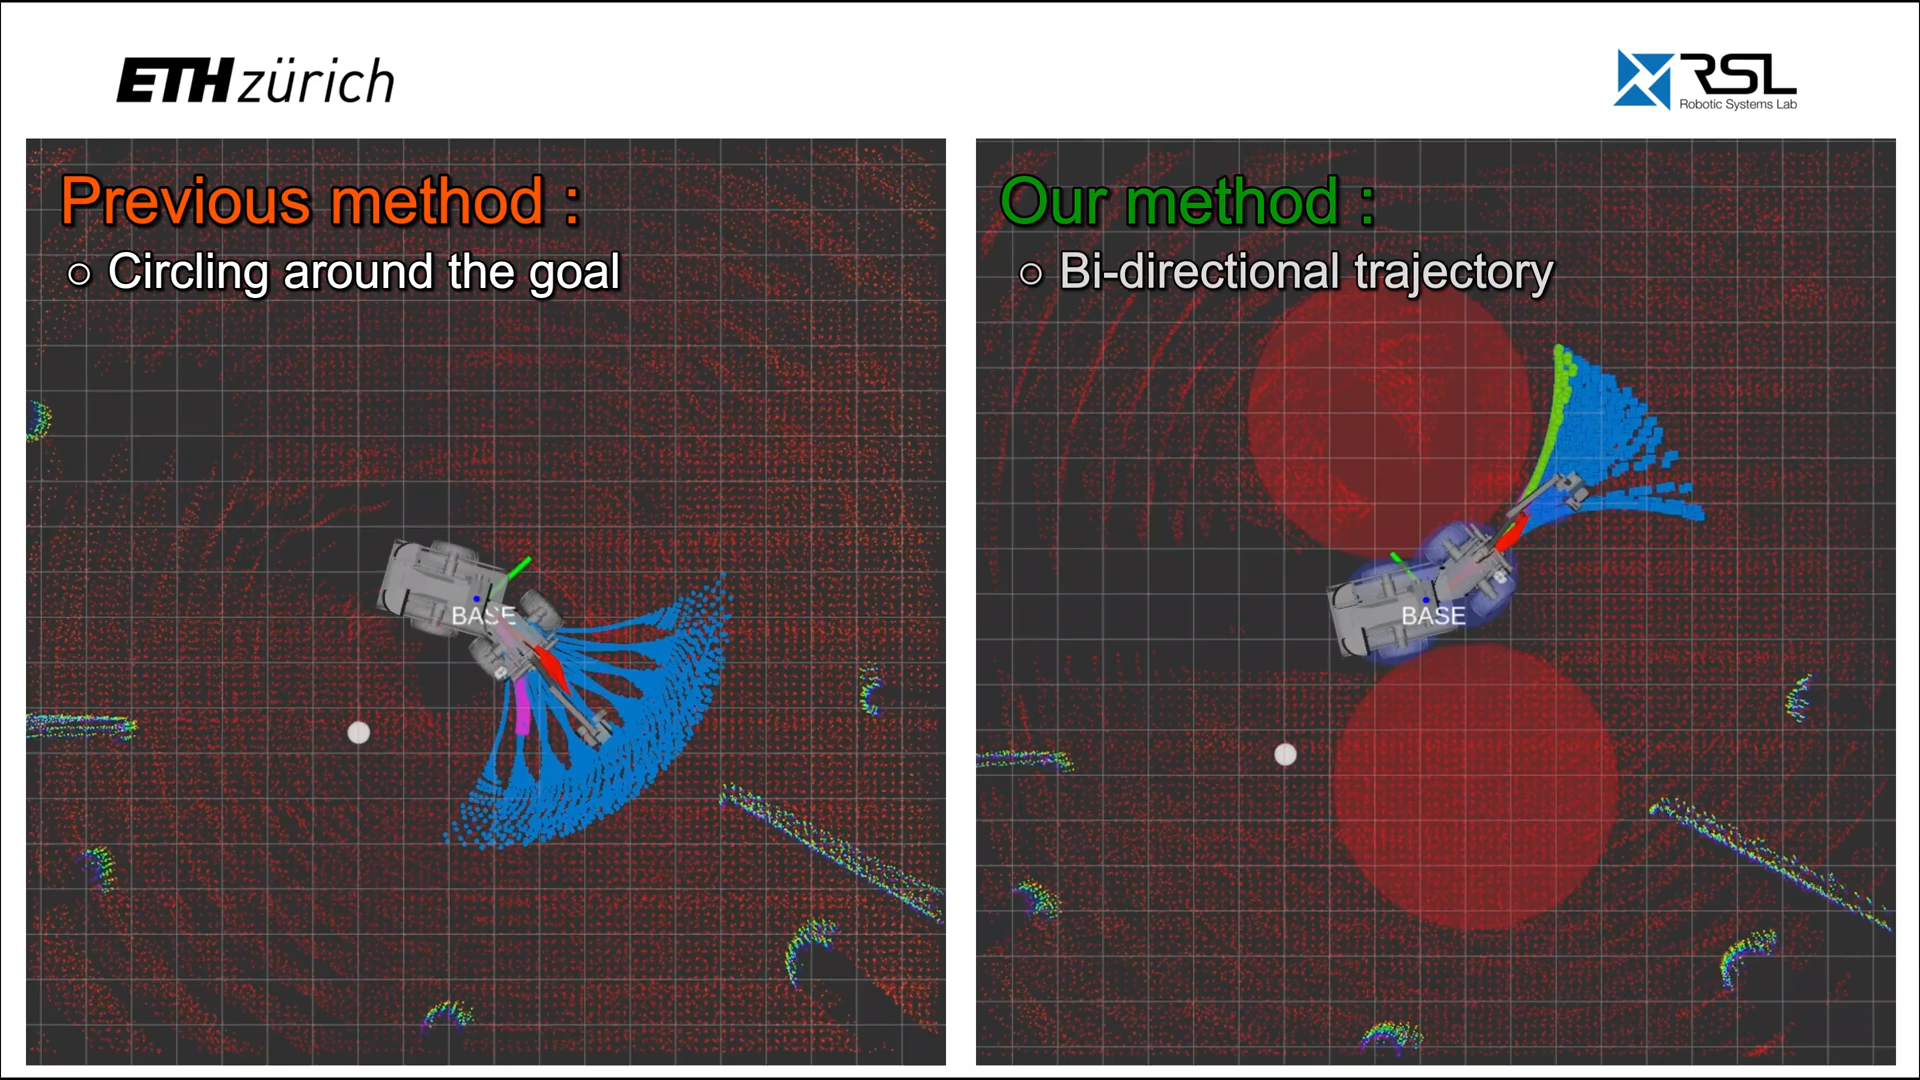 ETH zürich
RSL
Robotic Systems Lab
Previous method :
○ Circling around the goal
BASE
Our method :
○ Bi-directional trajectory
BASE